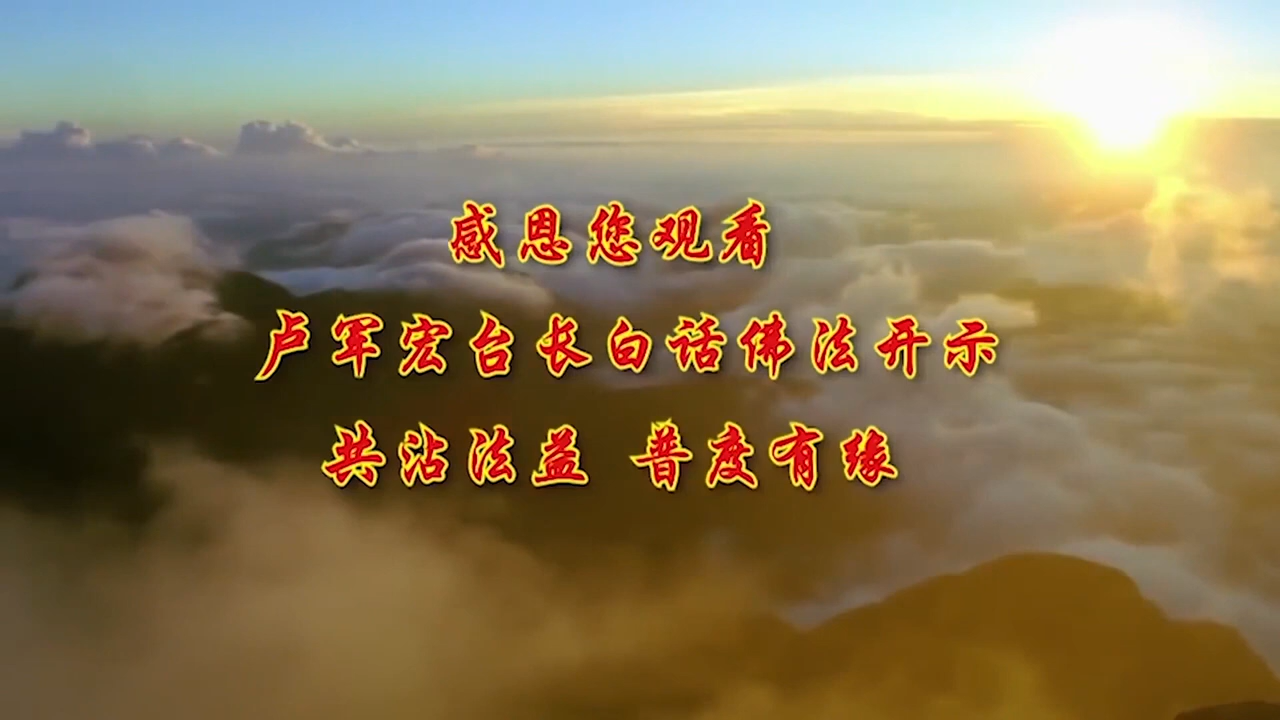 感恩您观看
卢军宏台长白话佛法开示
共沾法益 普度有缘